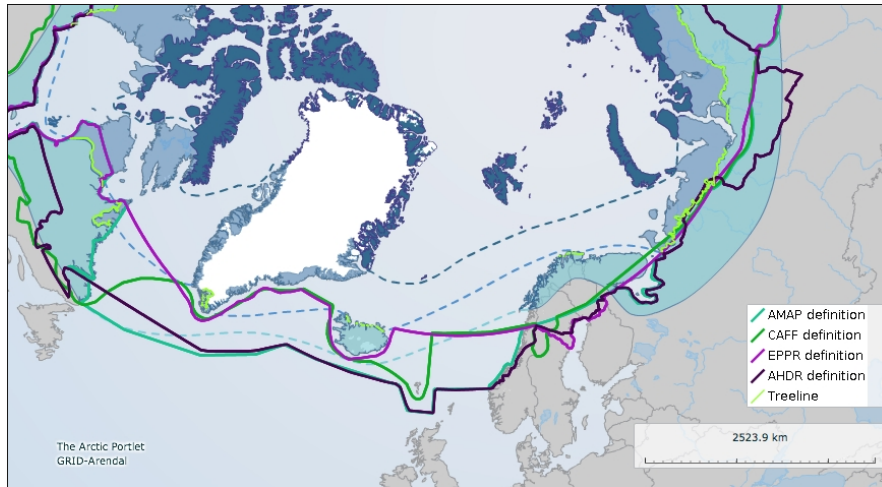 AMAP definition
CAFF definition
EPPR definition
AHDR definition
Treeline
The Arctic Portlet
GRID-Arendal
2523.9 km